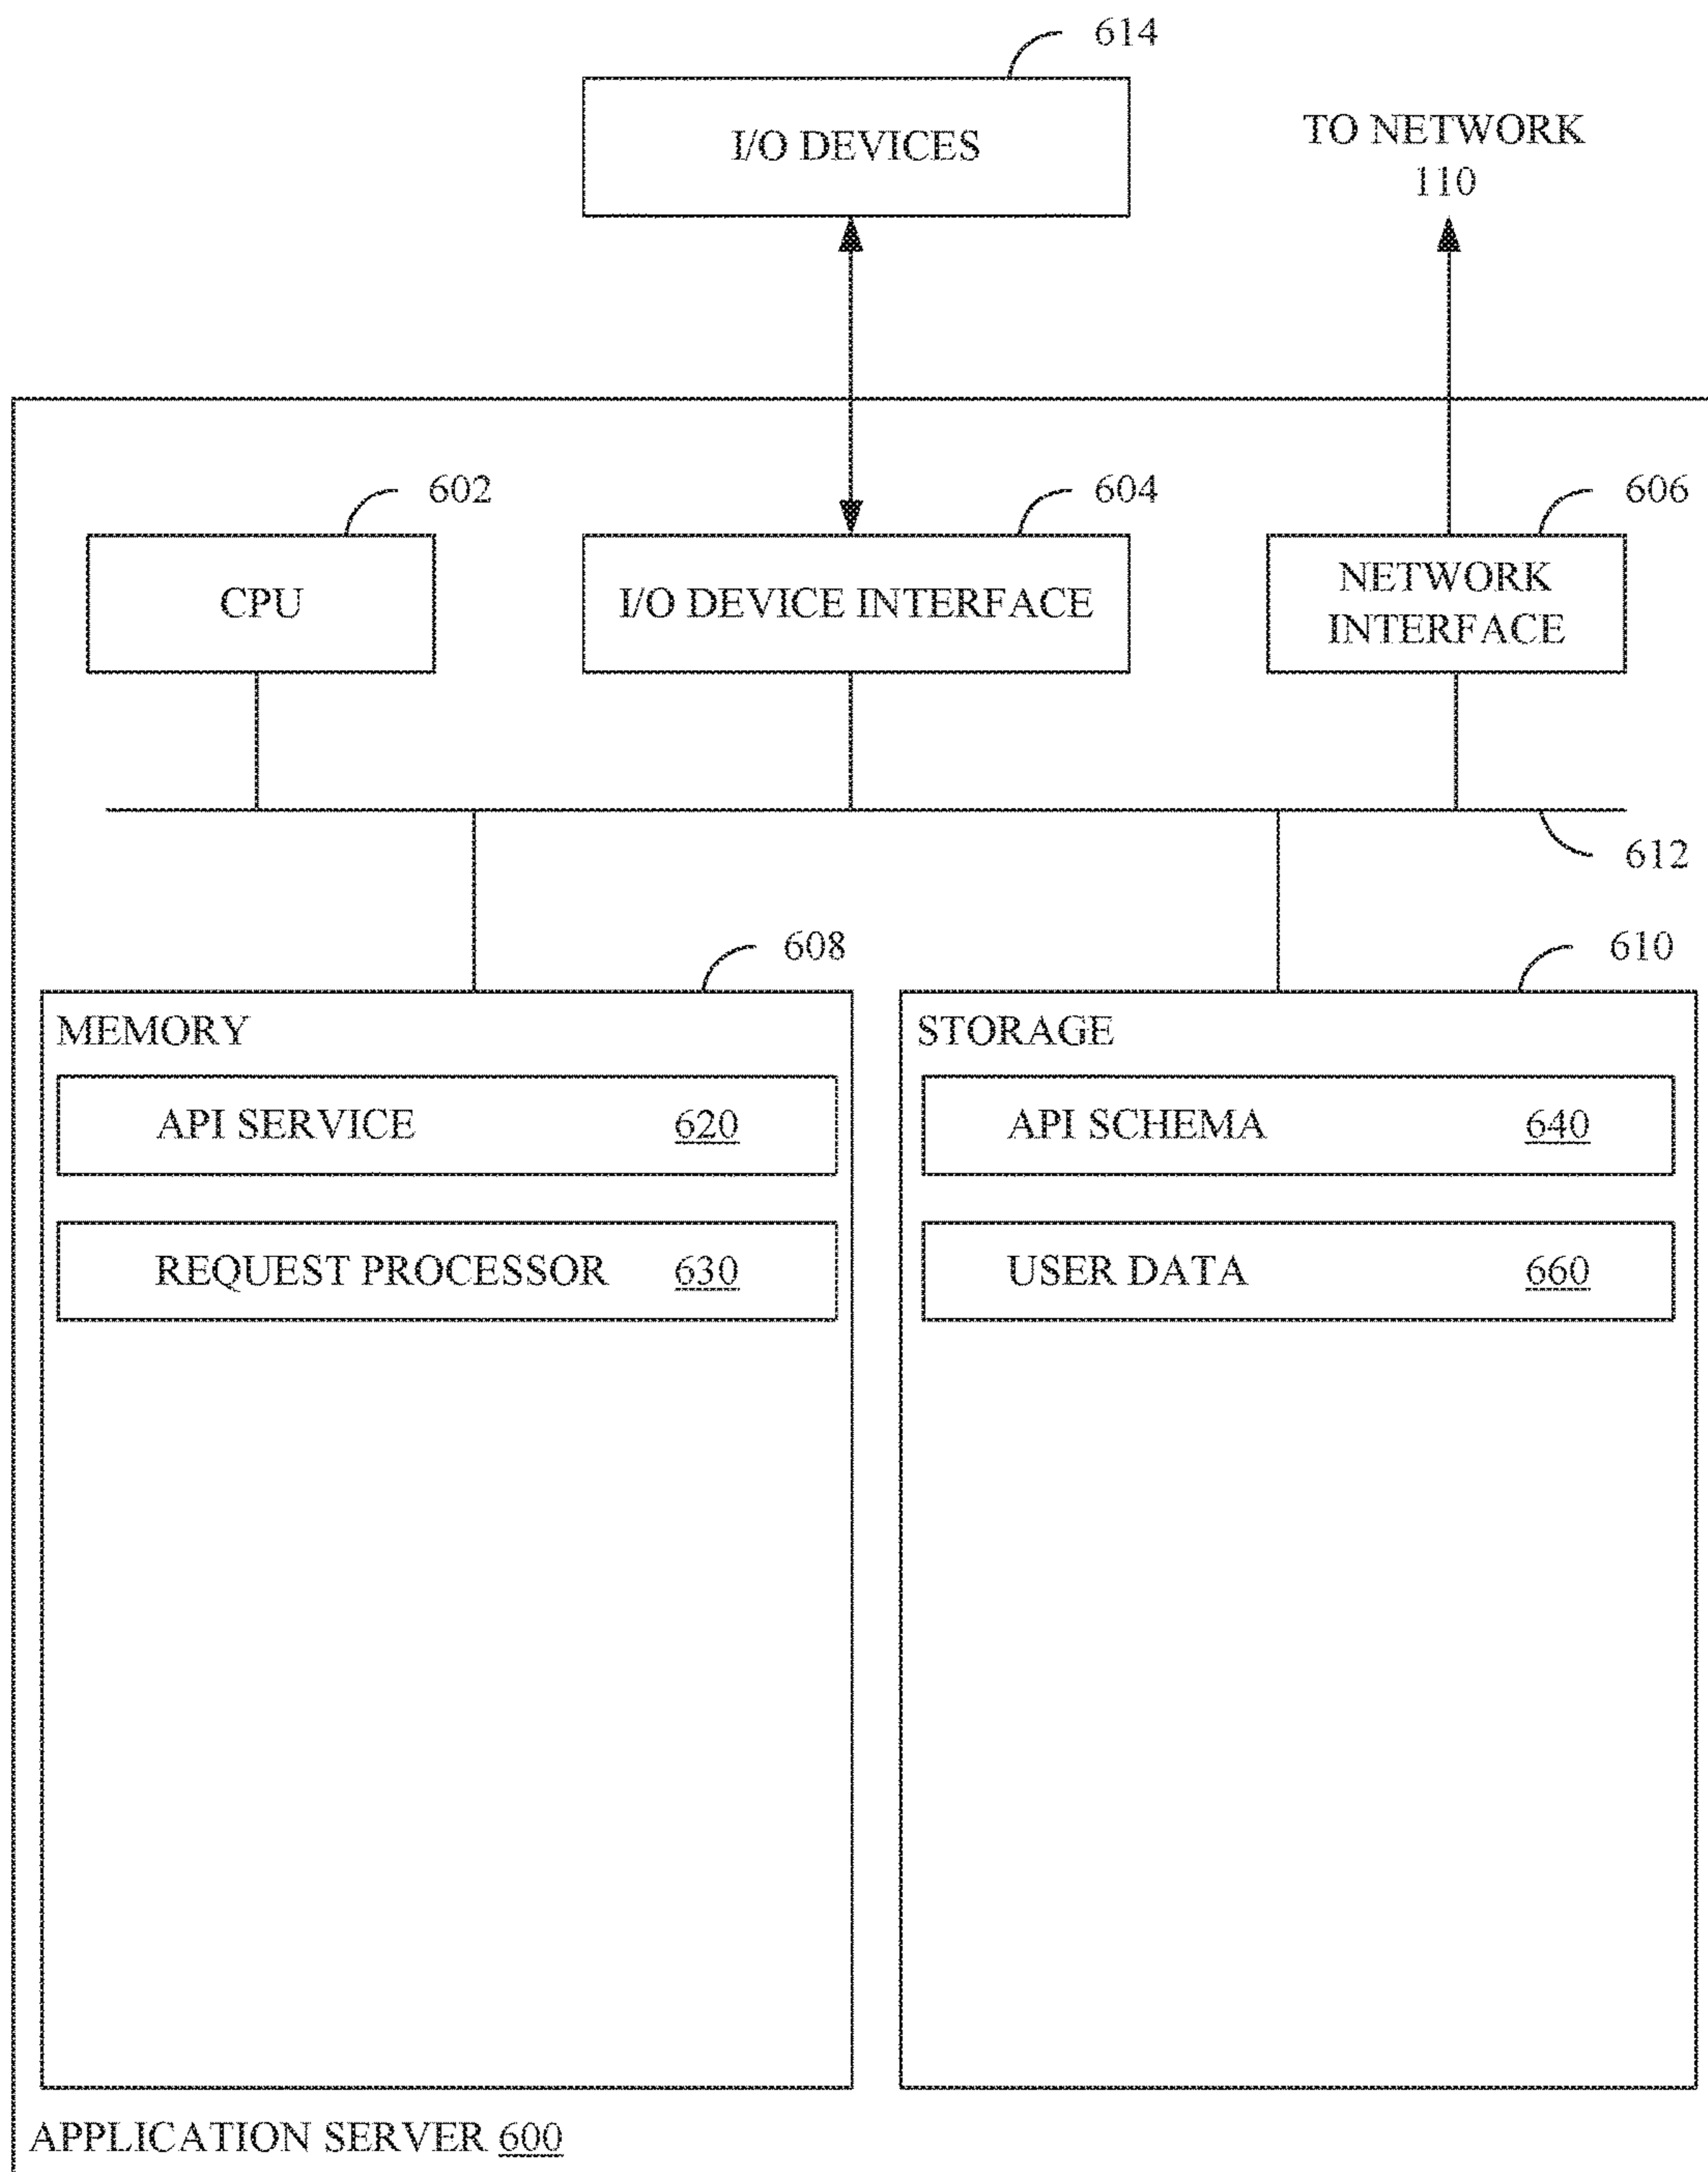 614
I/O DEVICES
TO NETWORK
110
602
604
606
CPU
I/O DEVICE INTERFACE
NETWORK
INTERFACE
612
608
610
MEMORY
STORAGE
API SERVICE 620
API SCHEMA 640
REQUEST PROCESSOR 630
USER DATA 660
APPLICATION SERVER 600